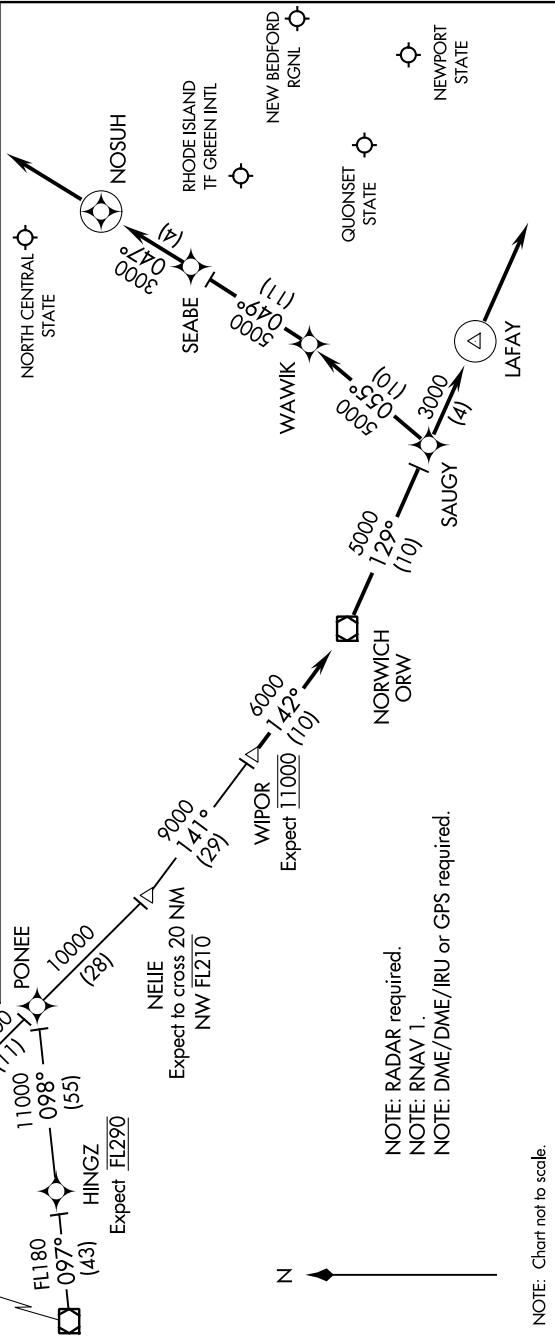 FL180
097°
(43)
HINGZ
Expect FL290
11000
098°
(55)
(11)
PONEE
10000
(28)
NELIE
Expect to cross 20 NM
NW FL210
9000
141°
(29)
WIPOR
Expect 11000
6000
142°
(10)
NORWICH
ORW
5000
129°
(10)
SAUGY
3000
(4)
LAFAY
5000
055°
(10)
WAWIK
5000
049°
(11)
SEABE
3000
047°
(4)
NOSUH
NORTH CENTRAL
STATE
RHODE ISLAND
TF GREEN INTL
NEW BEDFORD
RGNL
QUONSET
STATE
NEWPORT
STATE
N
NOTE: RADAR required.
NOTE: RNAV 1.
NOTE: DME/DME/IRU or GPS required.
NOTE: Chart not to scale.